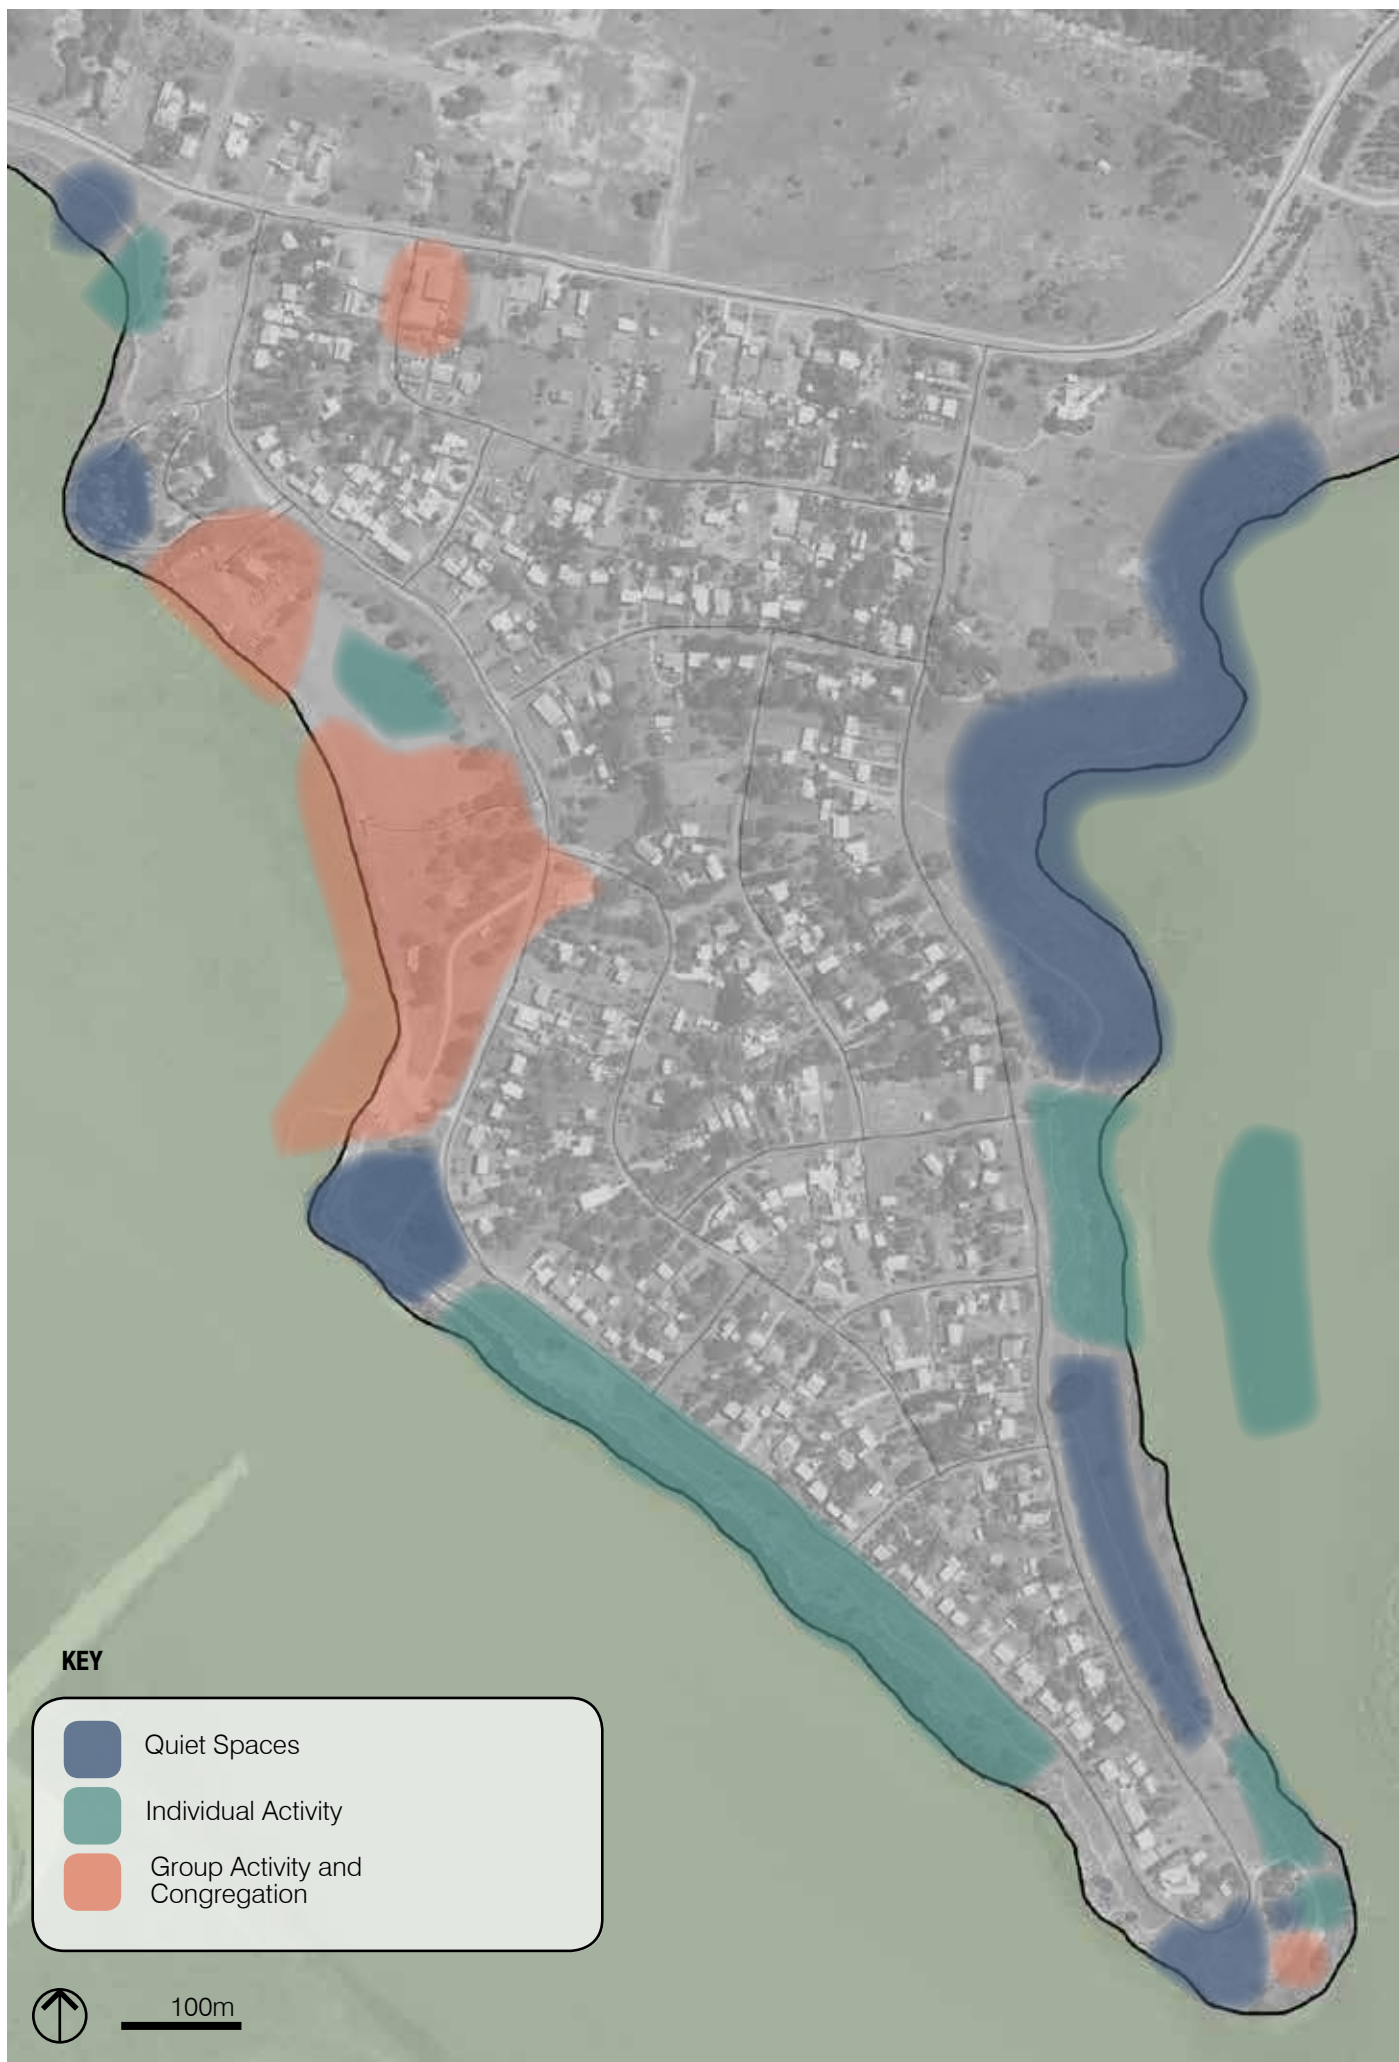 KEY
Quiet Spaces
Individual Activity
Group Activity and
Congregation
100m